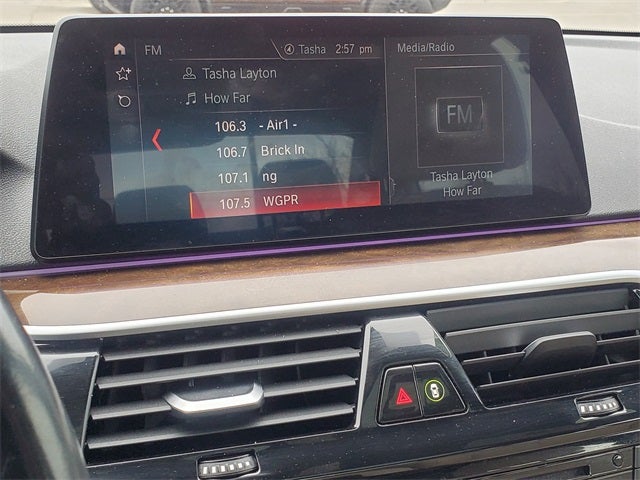 FM
Tasha 2:57 pm
Media/Radio
Tasha Layton
How Far
106.3 - Air1 -
106.7 Brick In
107.1 ng
107.5 WGPR
FM
Tasha Layton
How Far